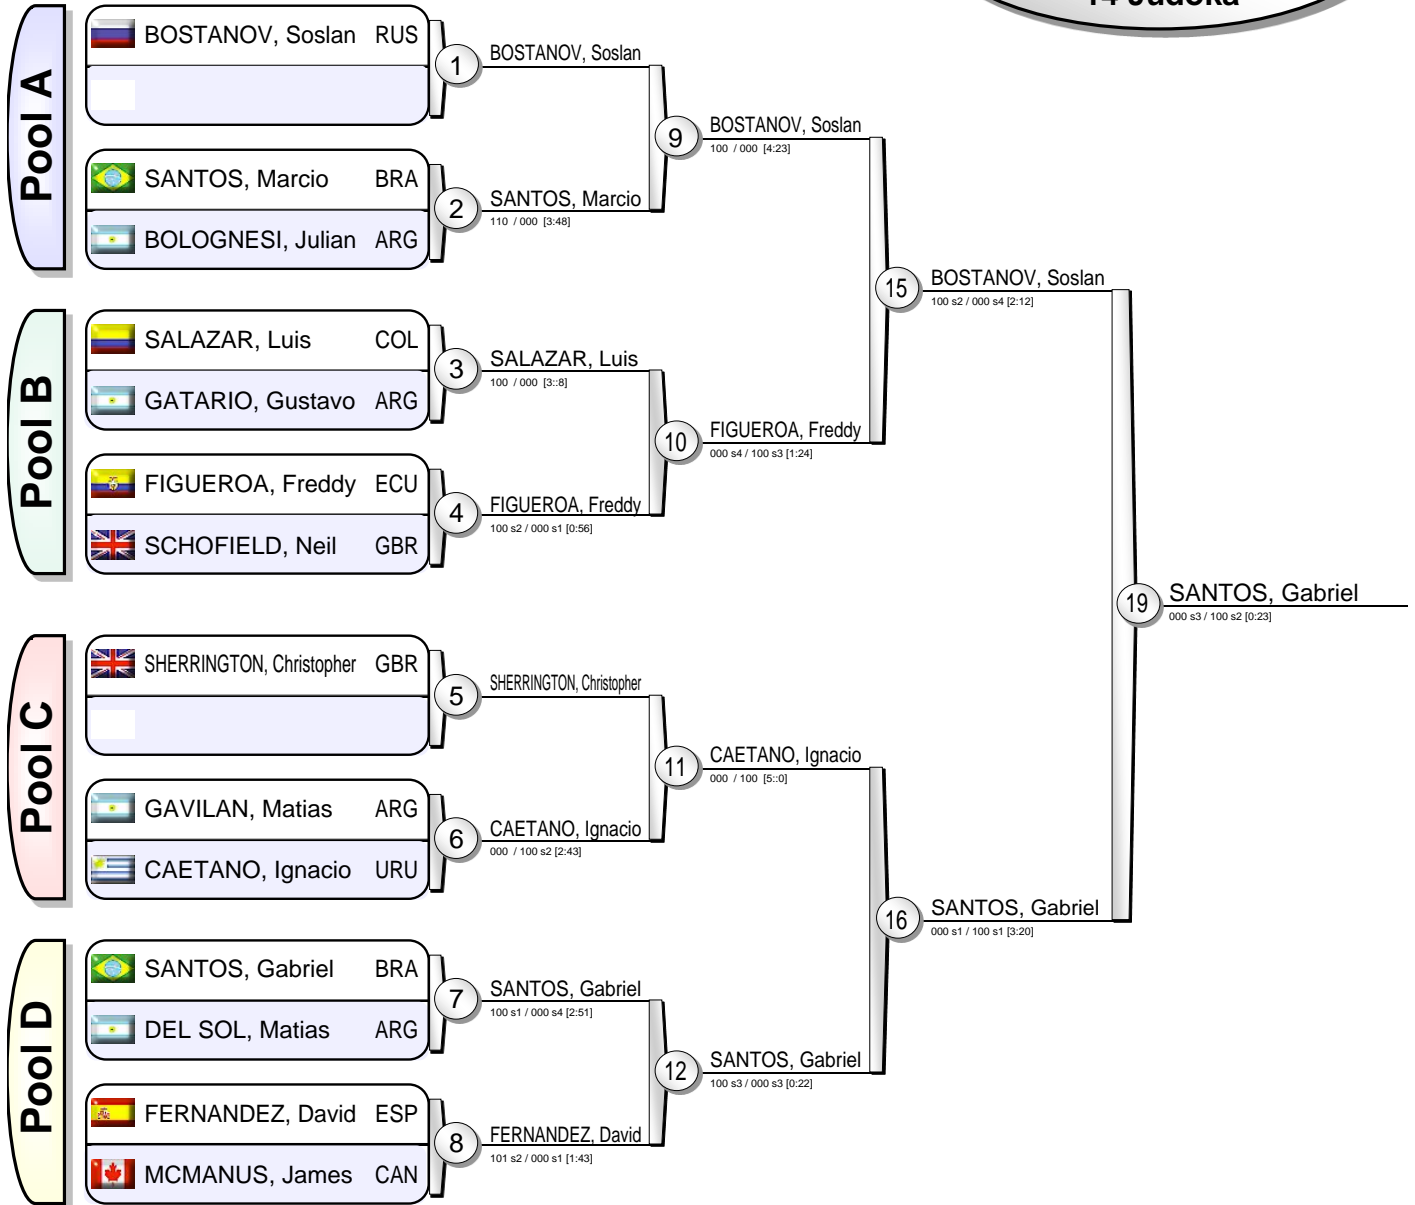 14 Judoka
Pool A
BOSTANOV, Soslan RUS
1
BOSTANOV, Soslan
SANTOS, Marcio BRA
BOLOGNESI, Julian ARG
2
SANTOS, Marcio
110 / 000 [3:48]
9
BOSTANOV, Soslan
100 / 000 [4:23]
Pool B
SALAZAR, Luis COL
GATARIO, Gustavo ARG
3
SALAZAR, Luis
100 / 000 [3::8]
FIGUEROA, Freddy ECU
SCHOFIELD, Neil GBR
4
FIGUEROA, Freddy
100 s2 / 000 s1 [0:56]
10
FIGUEROA, Freddy
000 s4 / 100 s3 [1:24]
15
BOSTANOV, Soslan
100 s2 / 000 s4 [2:12]
Pool C
SHERRINGTON, Christopher GBR
5
SHERRINGTON, Christopher
GAVILAN, Matias ARG
CAETANO, Ignacio URU
6
CAETANO, Ignacio
000 / 100 s2 [2:43]
11
CAETANO, Ignacio
000 / 100 [5::0]
Pool D
SANTOS, Gabriel BRA
DEL SOL, Matias ARG
7
SANTOS, Gabriel
100 s1 / 000 s4 [2:51]
FERNANDEZ, David ESP
MCMANUS, James CAN
8
FERNANDEZ, David
101 s2 / 000 s1 [1:43]
12
SANTOS, Gabriel
100 s3 / 000 s3 [0:22]
16
SANTOS, Gabriel
000 s1 / 100 s1 [3:20]
19
SANTOS, Gabriel
000 s3 / 100 s2 [0:23]